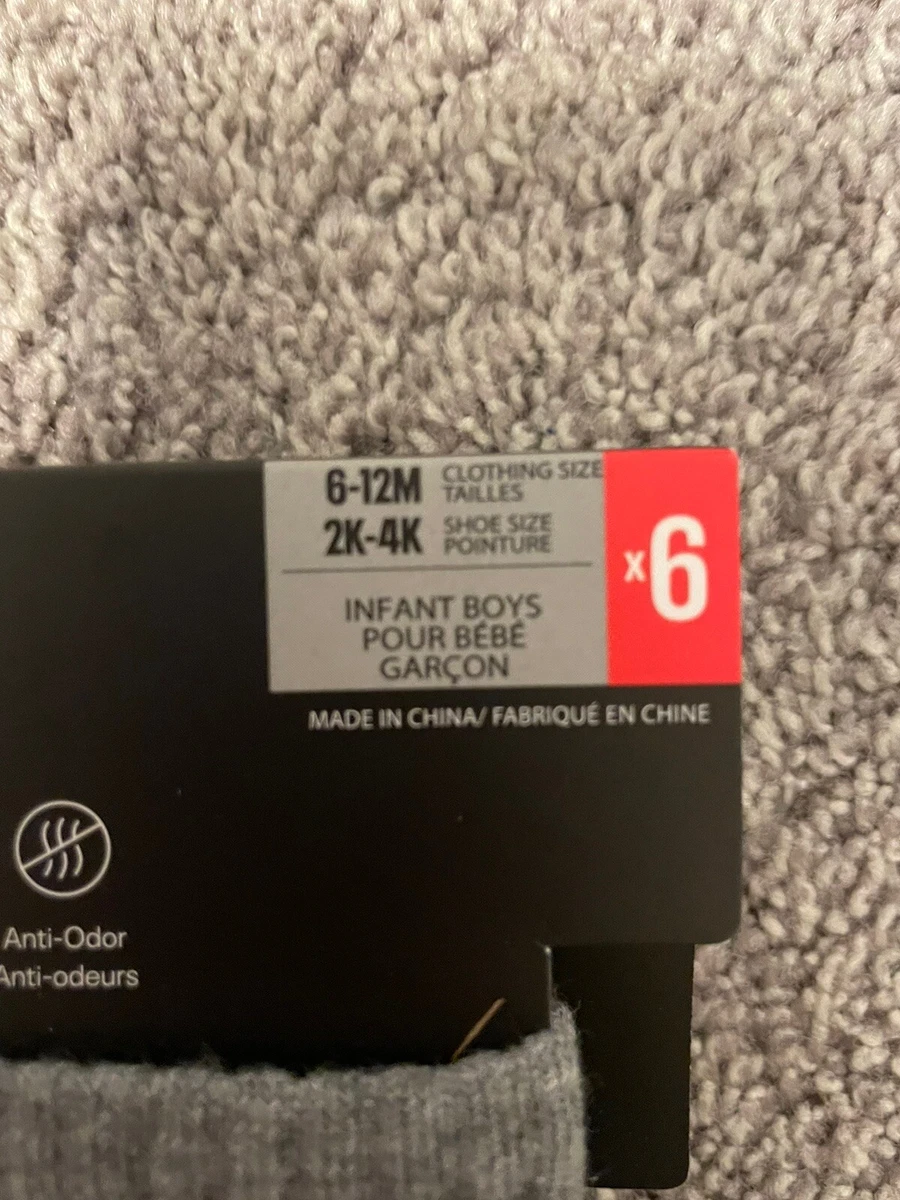 6-12M CLOTHING SIZE
TAILLES
2K-4K SHOE SIZE
POINTURE
x6
INFANT BOYS
POUR BÉBÉ
GARÇON
MADE IN CHINA/ FABRIQUÉ EN CHINE
Anti-Odor
Anti-odeurs